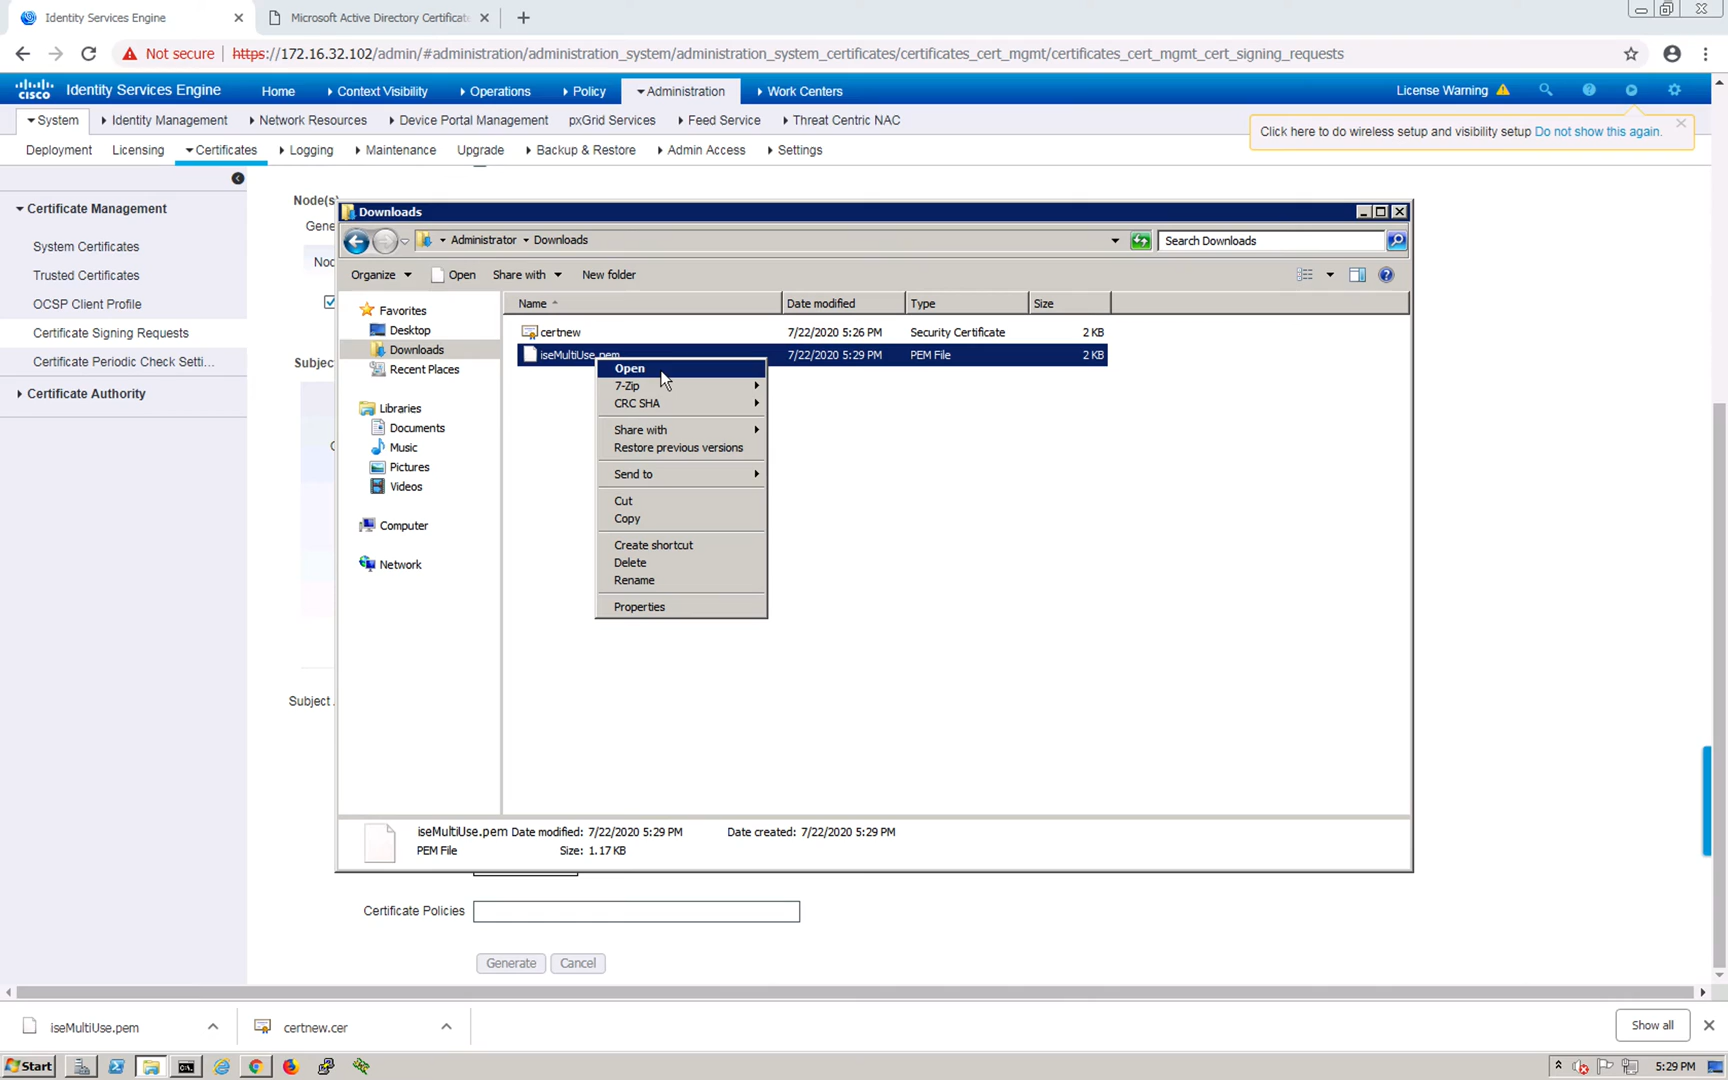 Identity Services Engine
Microsoft Active Directory Certificate
Not secure
https://172.16.32.102/admin/#administration/administration_system/administration_system_certificates/certificates_cert_mgmt/certificates_cert_mgmt_cert_signing_requests
cisco
Identity Services Engine
Home
Context Visibility
Operations
Policy
Administration
Work Centers
License Warning
System
Identity Management
Network Resources
Device Portal Management
pxGrid Services
Feed Service
Threat Centric NAC
Click here to do wireless setup and visibility setup Do not show this again.
Deployment
Licensing
Certificates
Logging
Maintenance
Upgrade
Backup & Restore
Admin Access
Settings
Certificate Management
System Certificates
Trusted Certificates
OCSP Client Profile
Certificate Signing Requests
Certificate Periodic Check Setti...
Certificate Authority
Node(s)
Gene
Nod
Subject
Subject
Downloads
Administrator
Downloads
Search Downloads
Organize
Open
Share with
New folder
Favorites
Desktop
Downloads
Recent Places
Libraries
Documents
Music
Pictures
Videos
Computer
Network
Name
Date modified
Type
Size
certnew
7/22/2020 5:26 PM
Security Certificate
2 KB
iseMultiUse.pem
7/22/2020 5:29 PM
PEM File
2 KB
Open
7-Zip
CRC SHA
Share with
Restore previous versions
Send to
Cut
Copy
Create shortcut
Delete
Rename
Properties
iseMultiUse.pem Date modified: 7/22/2020 5:29 PM
Date created: 7/22/2020 5:29 PM
PEM File
Size: 1.17 KB
Certificate Policies
Generate
Cancel
iseMultiUse.pem
certnew.cer
Show all
Start
5:29 PM